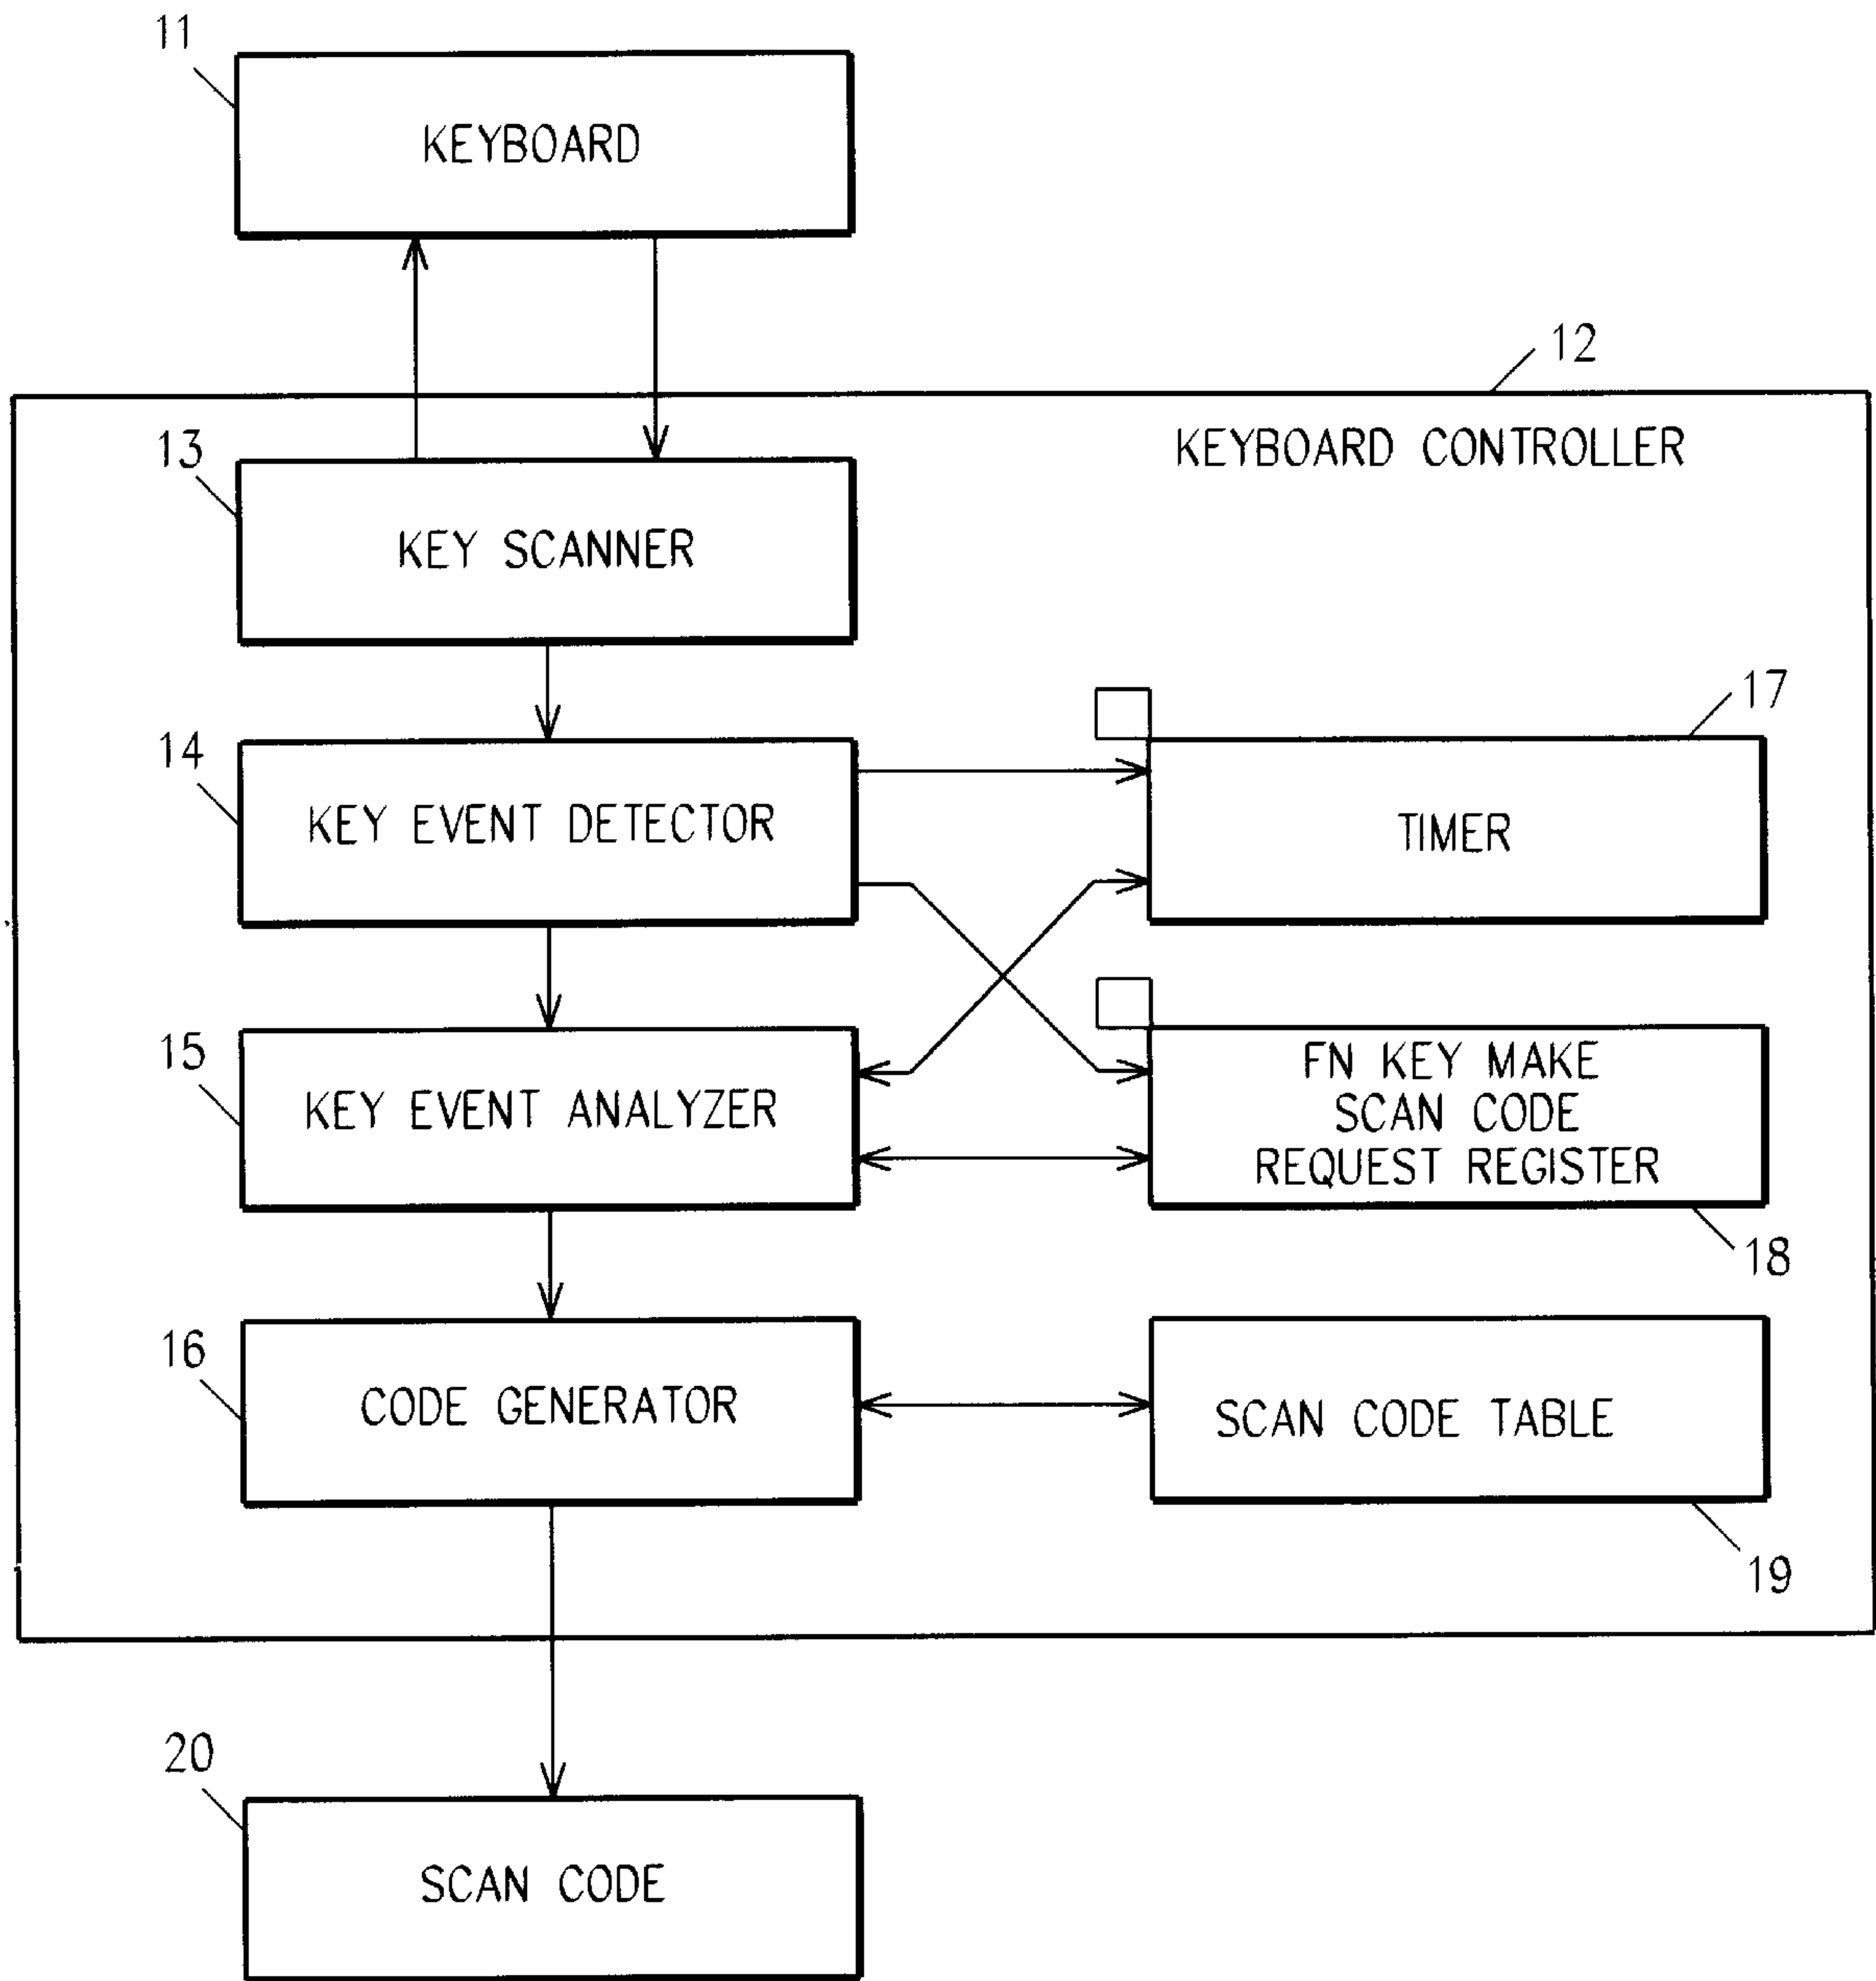 11
KEYBOARD
12
KEYBOARD CONTROLLER
13
KEY SCANNER
14
KEY EVENT DETECTOR
17
TIMER
15
KEY EVENT ANALYZER
FN KEY MAKE
SCAN CODE
REQUEST REGISTER
18
16
CODE GENERATOR
SCAN CODE TABLE
19
20
SCAN CODE